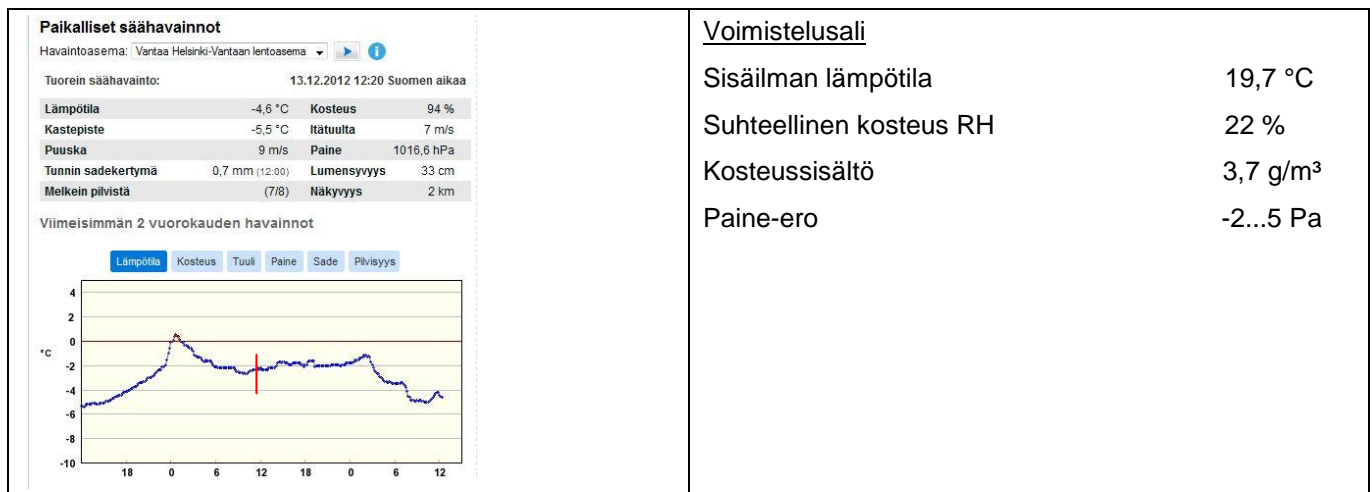 Paikalliset säähavainnot
Havaintoasema: Vantaa Helsinki-Vantaan lentoasema
Tuorein säähavainto: 13.12.2012 12:20 Suomen aikaa
Lämpötila -4,6 °C Kosteus 94 %
Kastepiste -5,5 °C Itätuulta 7 m/s
Puuska 9 m/s Paine 1016,6 hPa
Tunnin sadekertymä 0,7 mm (12:00) Lumensyvyys 33 cm
Melkein pilvistä (7/8) Näkyvyys 2 km
Viimeisimmän 2 vuorokauden havainnot
Lämpötila Kosteus Tuuli Paine Sade Pilvisyys
4
2
0
°C
-2
-4
-6
-8
-10
18 0 6 12 18 0 6 12
Voimistelusali
Sisäilman lämpötila 19,7 °C
Suhteellinen kosteus RH 22 %
Kosteussisältö 3,7 g/m³
Paine-ero -2...5 Pa